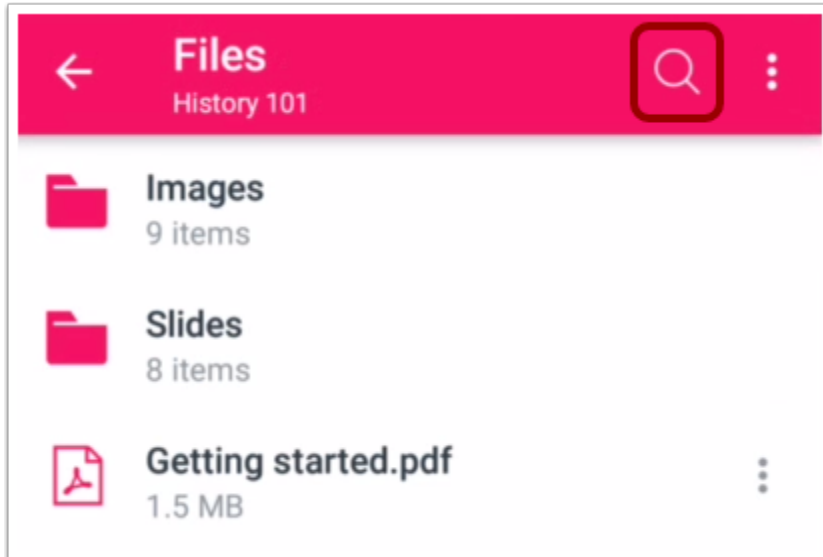 Files
History 101
Images
9 items
Slides
8 items
Getting started.pdf
1.5 MB